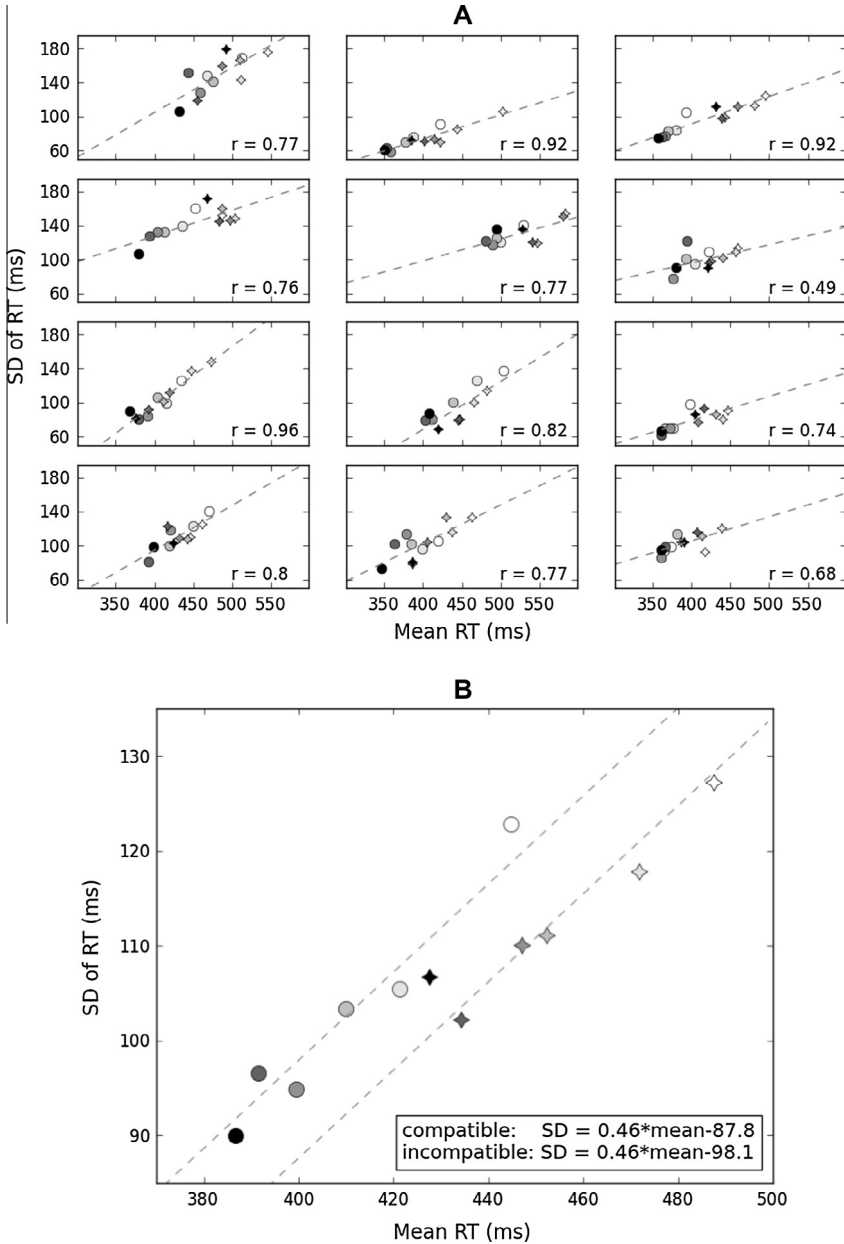 A
180
140
100
60
r = 0.77
r = 0.92
r = 0.92
180
140
100
60
r = 0.76
r = 0.77
r = 0.49
180
140
100
60
r = 0.96
r = 0.82
r = 0.74
180
140
100
60
r = 0.8
r = 0.77
r = 0.68
SD of RT (ms)
350 400 450 500 550
350 400 450 500 550
350 400 450 500 550
Mean RT (ms)
B
130
120
110
100
90
SD of RT (ms)
compatible: SD = 0.46*mean-87.8
incompatible: SD = 0.46*mean-98.1
380 400 420 440 460 480 500
Mean RT (ms)